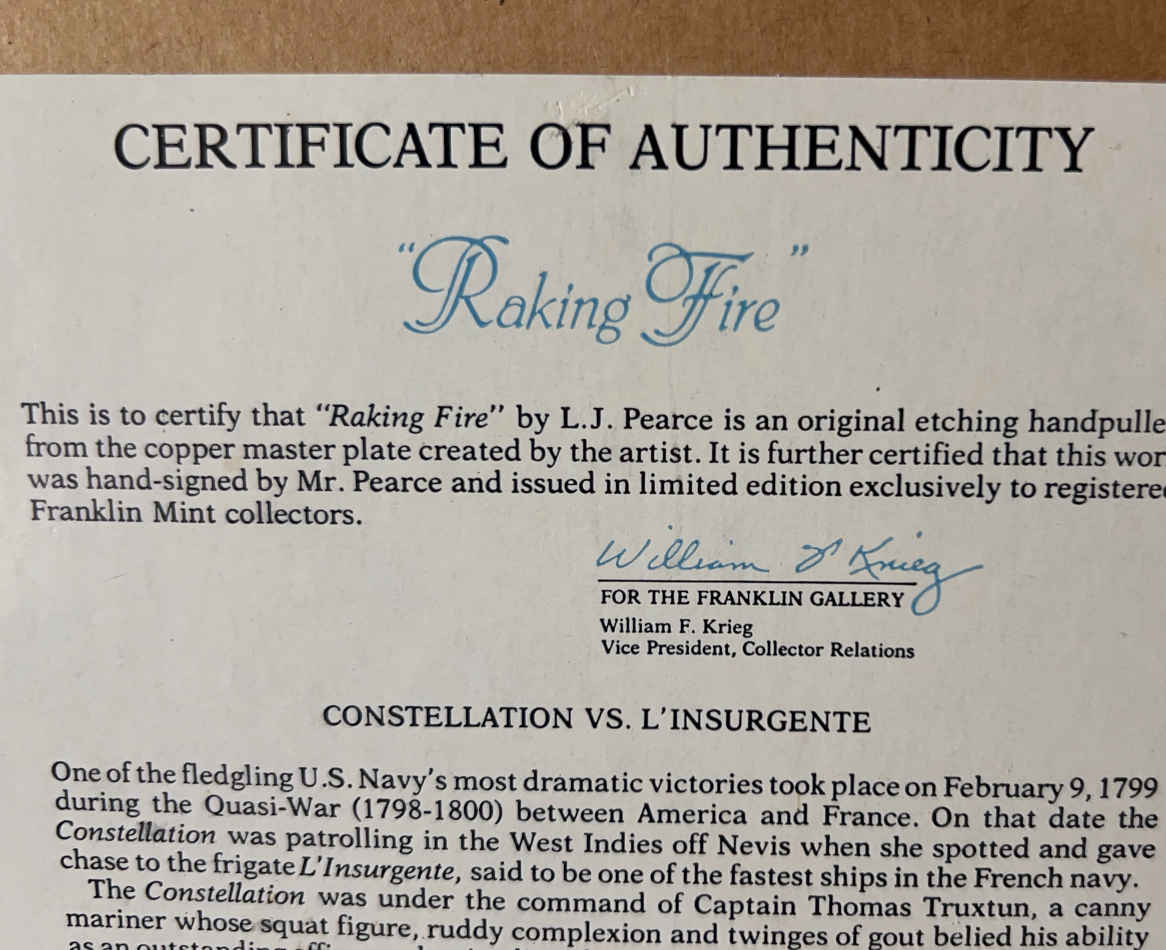 CERTIFICATE OF AUTHENTICITY
“Raking Fire”
This is to certify that “Raking Fire” by L.J. Pearce is an original etching handpulle
from the copper master plate created by the artist. It is further certified that this wor
was hand-signed by Mr. Pearce and issued in limited edition exclusively to registere
Franklin Mint collectors.
William F Krieg
FOR THE FRANKLIN GALLERY
William F. Krieg
Vice President, Collector Relations
CONSTELLATION VS. L’INSURGENTE
One of the fledgling U.S. Navy’s most dramatic victories took place on February 9, 1799
during the Quasi-War (1798-1800) between America and France. On that date the
Constellation was patrolling in the West Indies off Nevis when she spotted and gave
chase to the frigate L’Insurgente, said to be one of the fastest ships in the French navy.
The Constellation was under the command of Captain Thomas Truxtun, a canny
mariner whose squat figure, ruddy complexion and twinges of gout belied his ability
as an outstanding